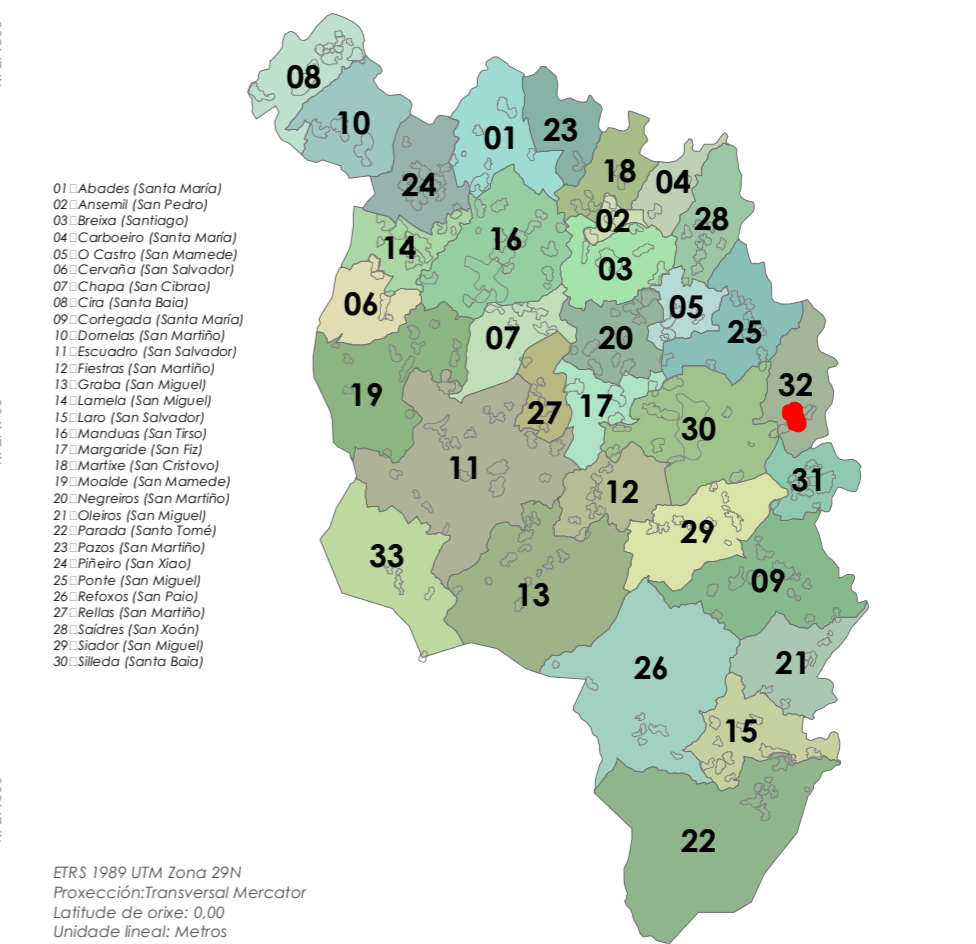 08
10
01
23
18
04
24
02
28
16
14
03
06
05
25
07
20
32
19
17
27
30
11
31
12
29
33
09
13
21
26
15
22
01 Abades (Santa María)
02 Ansemil (San Pedro)
03 Breixa (Santiago)
04 Carboeiro (Santa María)
05 O Castro (San Mamede)
06 Cervaña (San Salvador)
07 Chapa (San Cibrao)
08 Cira (Santa Baia)
09 Cortegada (Santa María)
10 Dornelas (San Martiño)
11 Escuadro (San Salvador)
12 Fiestras (San Martiño)
13 Graba (San Miguel)
14 Lamela (San Miguel)
15 Laro (San Salvador)
16 Manduas (San Tirso)
17 Margaride (San Fiz)
18 Martixe (San Cristovo)
19 Moalde (San Mamede)
20 Negreiros (San Martiño)
21 Oleiros (San Miguel)
22 Parada (Santo Tomé)
23 Pazos (San Martiño)
24 Piñeiro (San Xiao)
25 Ponte (San Miguel)
26 Refoxos (San Paio)
27 Rellas (San Martiño)
28 Saídres (San Xoán)
29 Siador (San Miguel)
30 Silleda (Santa Baia)
ETRS 1989 UTM Zona 29N
Proxección:Transversal Mercator
Latitude de orixe: 0,00
Unidade lineal: Metros